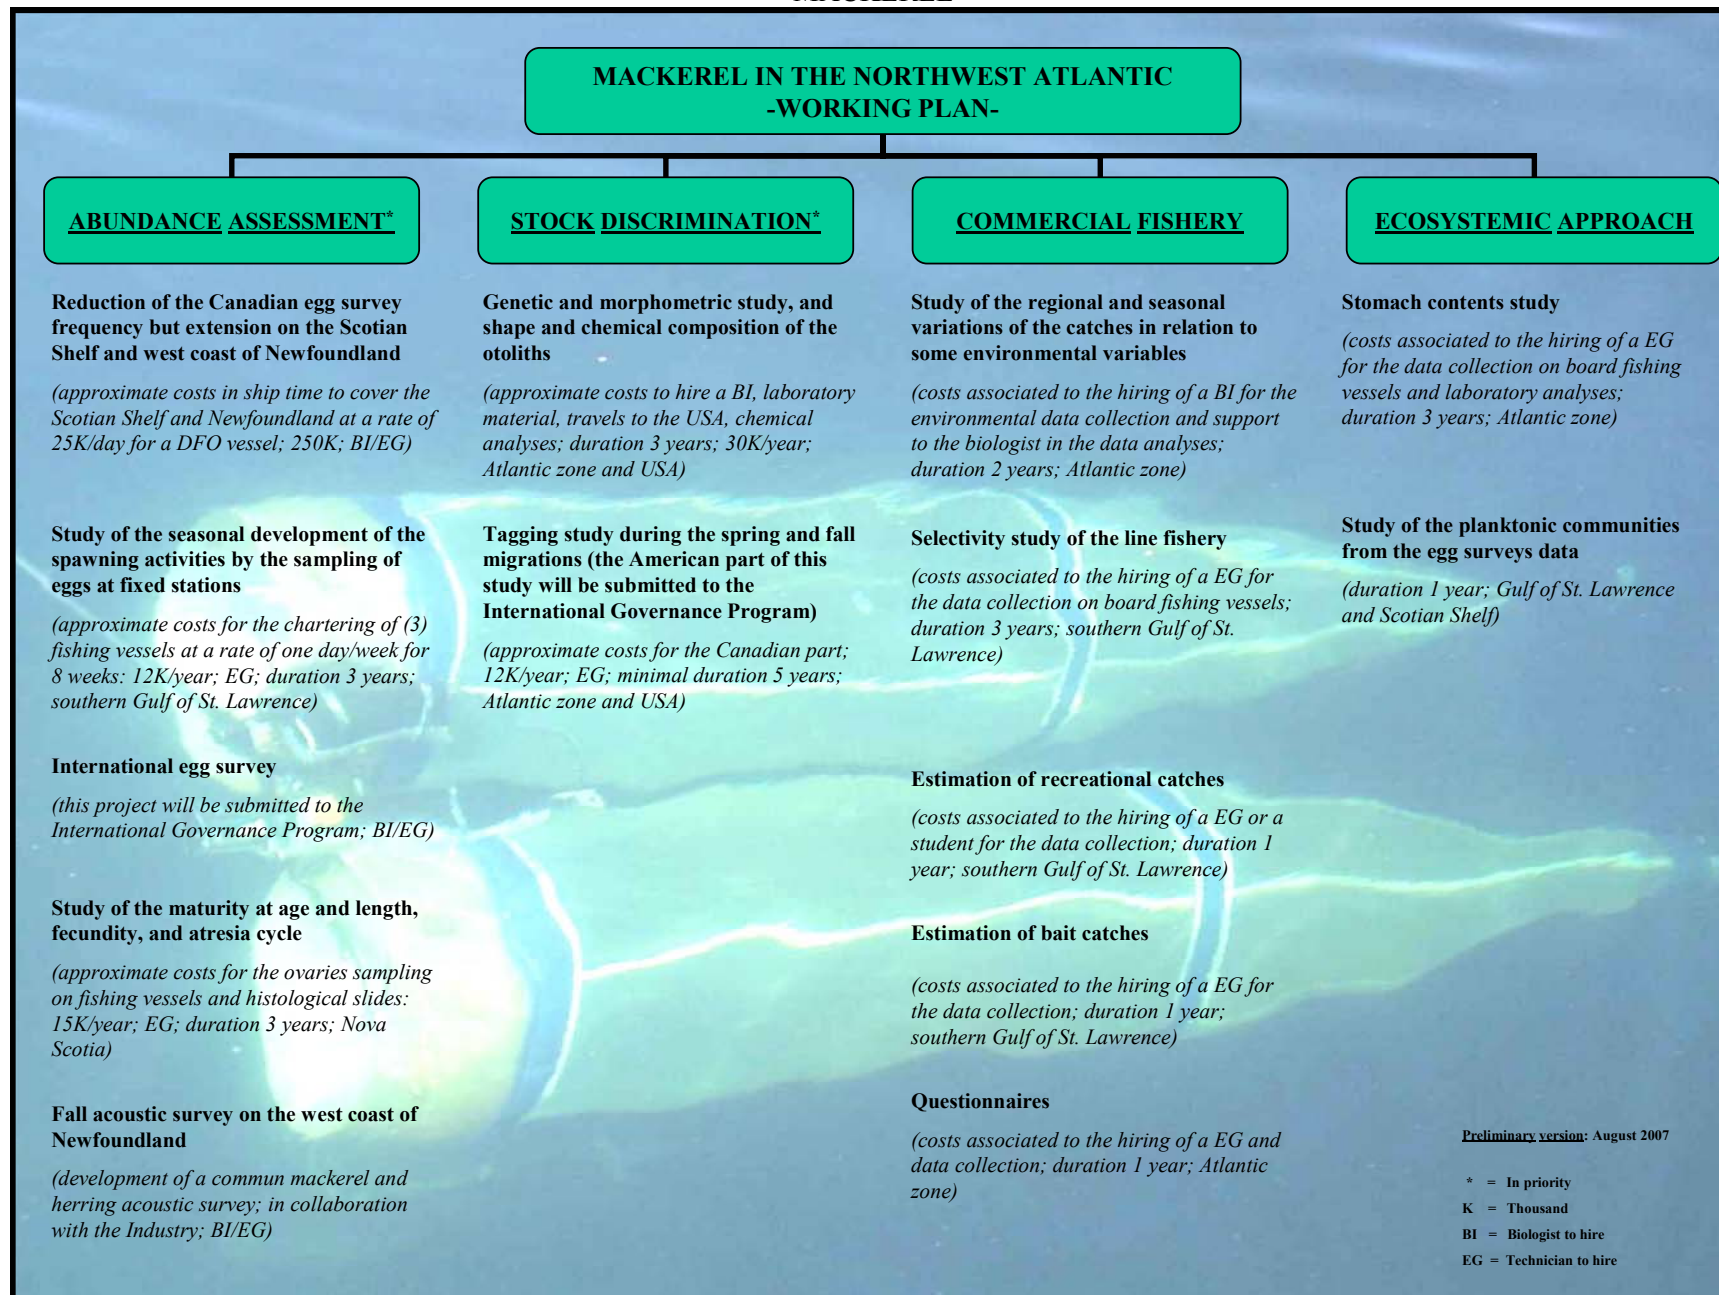 MACKEREL
MACKEREL IN THE NORTHWEST ATLANTIC
-WORKING PLAN-
ABUNDANCE ASSESSMENT*
Reduction of the Canadian egg survey
frequency but extension on the Scotian
Shelf and west coast of Newfoundland
(approximate costs in ship time to cover the
Scotian Shelf and Newfoundland at a rate of
25K/day for a DFO vessel; 250K; BI/EG)
Study of the seasonal development of the
spawning activities by the sampling of
eggs at fixed stations
(approximate costs for the chartering of (3)
fishing vessels at a rate of one day/week for
8 weeks: 12K/year; EG; duration 3 years;
southern Gulf of St. Lawrence)
International egg survey
(this project will be submitted to the
International Governance Program; BI/EG)
Study of the maturity at age and length,
fecundity, and atresia cycle
(approximate costs for the ovaries sampling
on fishing vessels and histological slides:
15K/year; EG; duration 3 years; Nova
Scotia)
Fall acoustic survey on the west coast of
Newfoundland
(development of a commun mackerel and
herring acoustic survey; in collaboration
with the Industry; BI/EG)
STOCK DISCRIMINATION*
Genetic and morphometric study, and
shape and chemical composition of the
otoliths
(approximate costs to hire a BI, laboratory
material, travels to the USA, chemical
analyses; duration 3 years; 30K/year;
Atlantic zone and USA)
Tagging study during the spring and fall
migrations (the American part of this
study will be submitted to the
International Governance Program)
(approximate costs for the Canadian part;
12K/year; EG; minimal duration 5 years;
Atlantic zone and USA)
COMMERCIAL FISHERY
Study of the regional and seasonal
variations of the catches in relation to
some environmental variables
(costs associated to the hiring of a BI for the
environmental data collection and support
to the biologist in the data analyses;
duration 2 years; Atlantic zone)
Selectivity study of the line fishery
(costs associated to the hiring of a EG for
the data collection on board fishing vessels;
duration 3 years; southern Gulf of St.
Lawrence)
Estimation of recreational catches
(costs associated to the hiring of a EG or a
student for the data collection; duration 1
year; southern Gulf of St. Lawrence)
Estimation of bait catches
(costs associated to the hiring of a EG for
the data collection; duration 1 year;
southern Gulf of St. Lawrence)
Questionnaires
(costs associated to the hiring of a EG and
data collection; duration 1 year; Atlantic
zone)
ECOSYSTEMIC APPROACH
Stomach contents study
(costs associated to the hiring of a EG
for the data collection on board fishing
vessels and laboratory analyses;
duration 3 years; Atlantic zone)
Study of the planktonic communities
from the egg surveys data
(duration 1 year; Gulf of St. Lawrence
and Scotian Shelf)
Preliminary version: August 2007
* = In priority
K = Thousand
BI = Biologist to hire
EG = Technician to hire